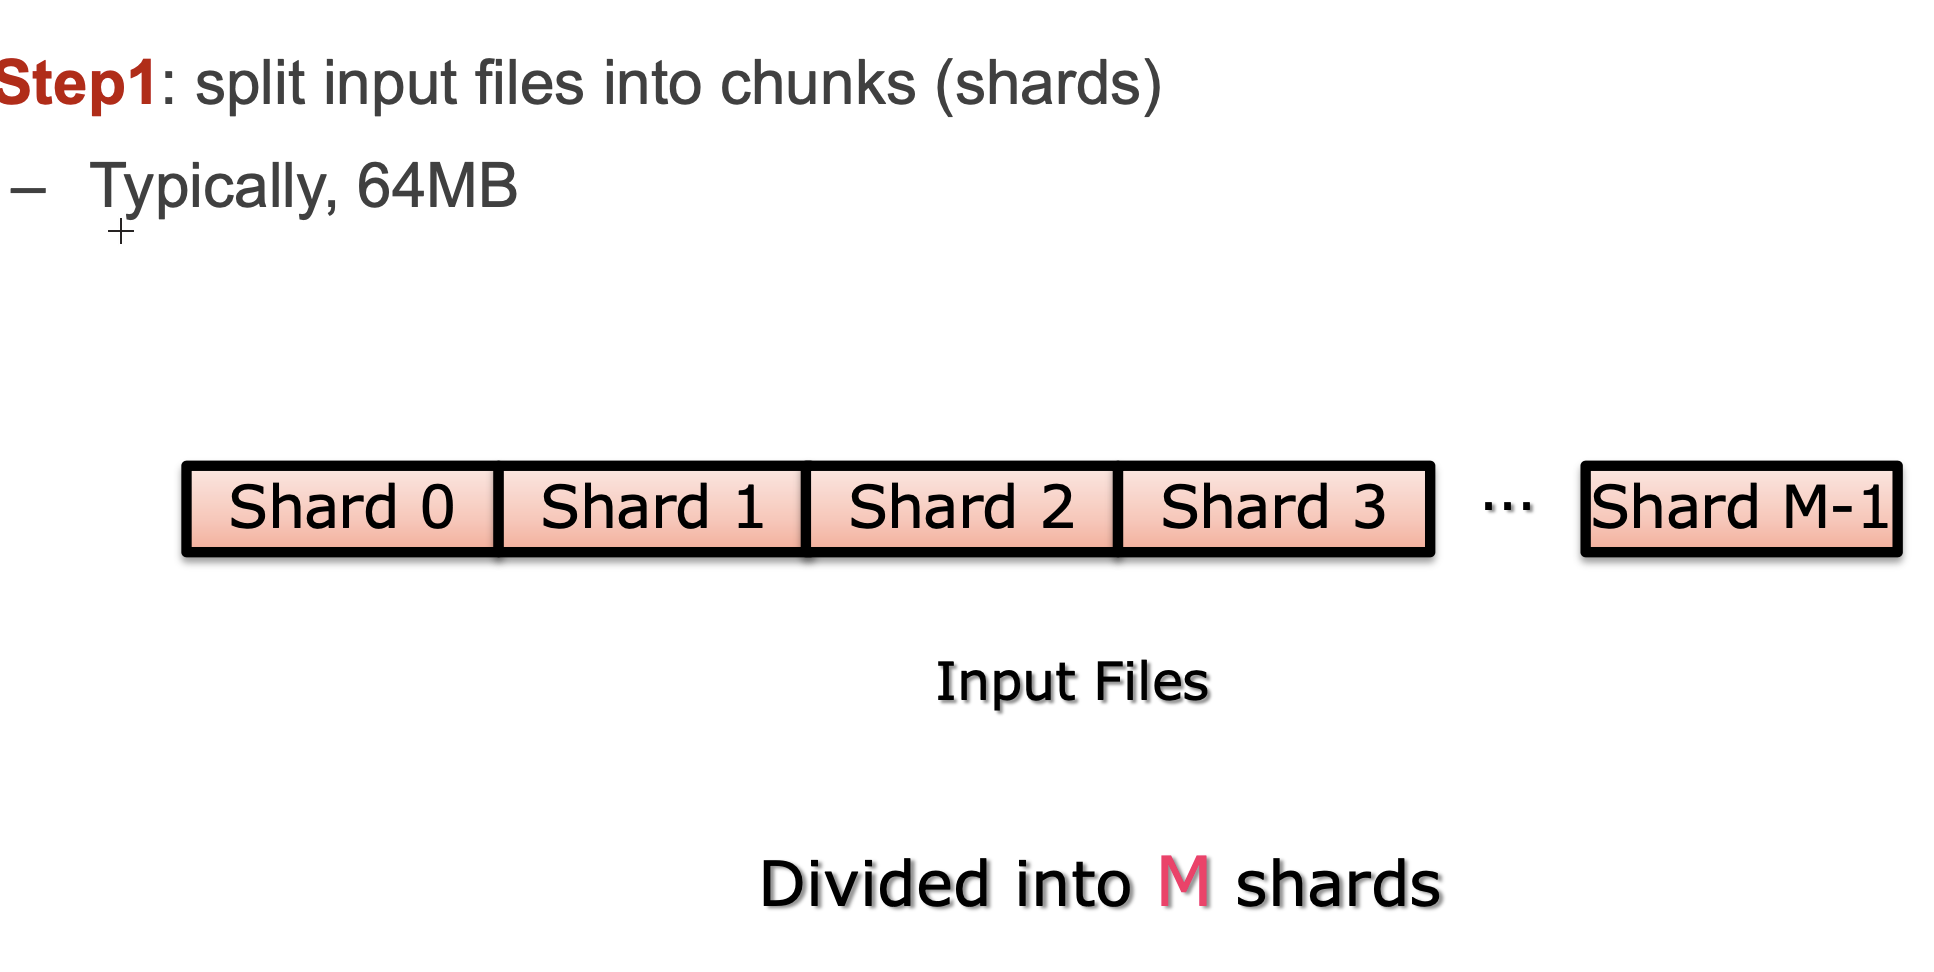 Step1: split input files into chunks (shards)
– Typically, 64MB
Shard 0 Shard 1 Shard 2 Shard 3 ... Shard M-1
Input Files
Divided into M shards